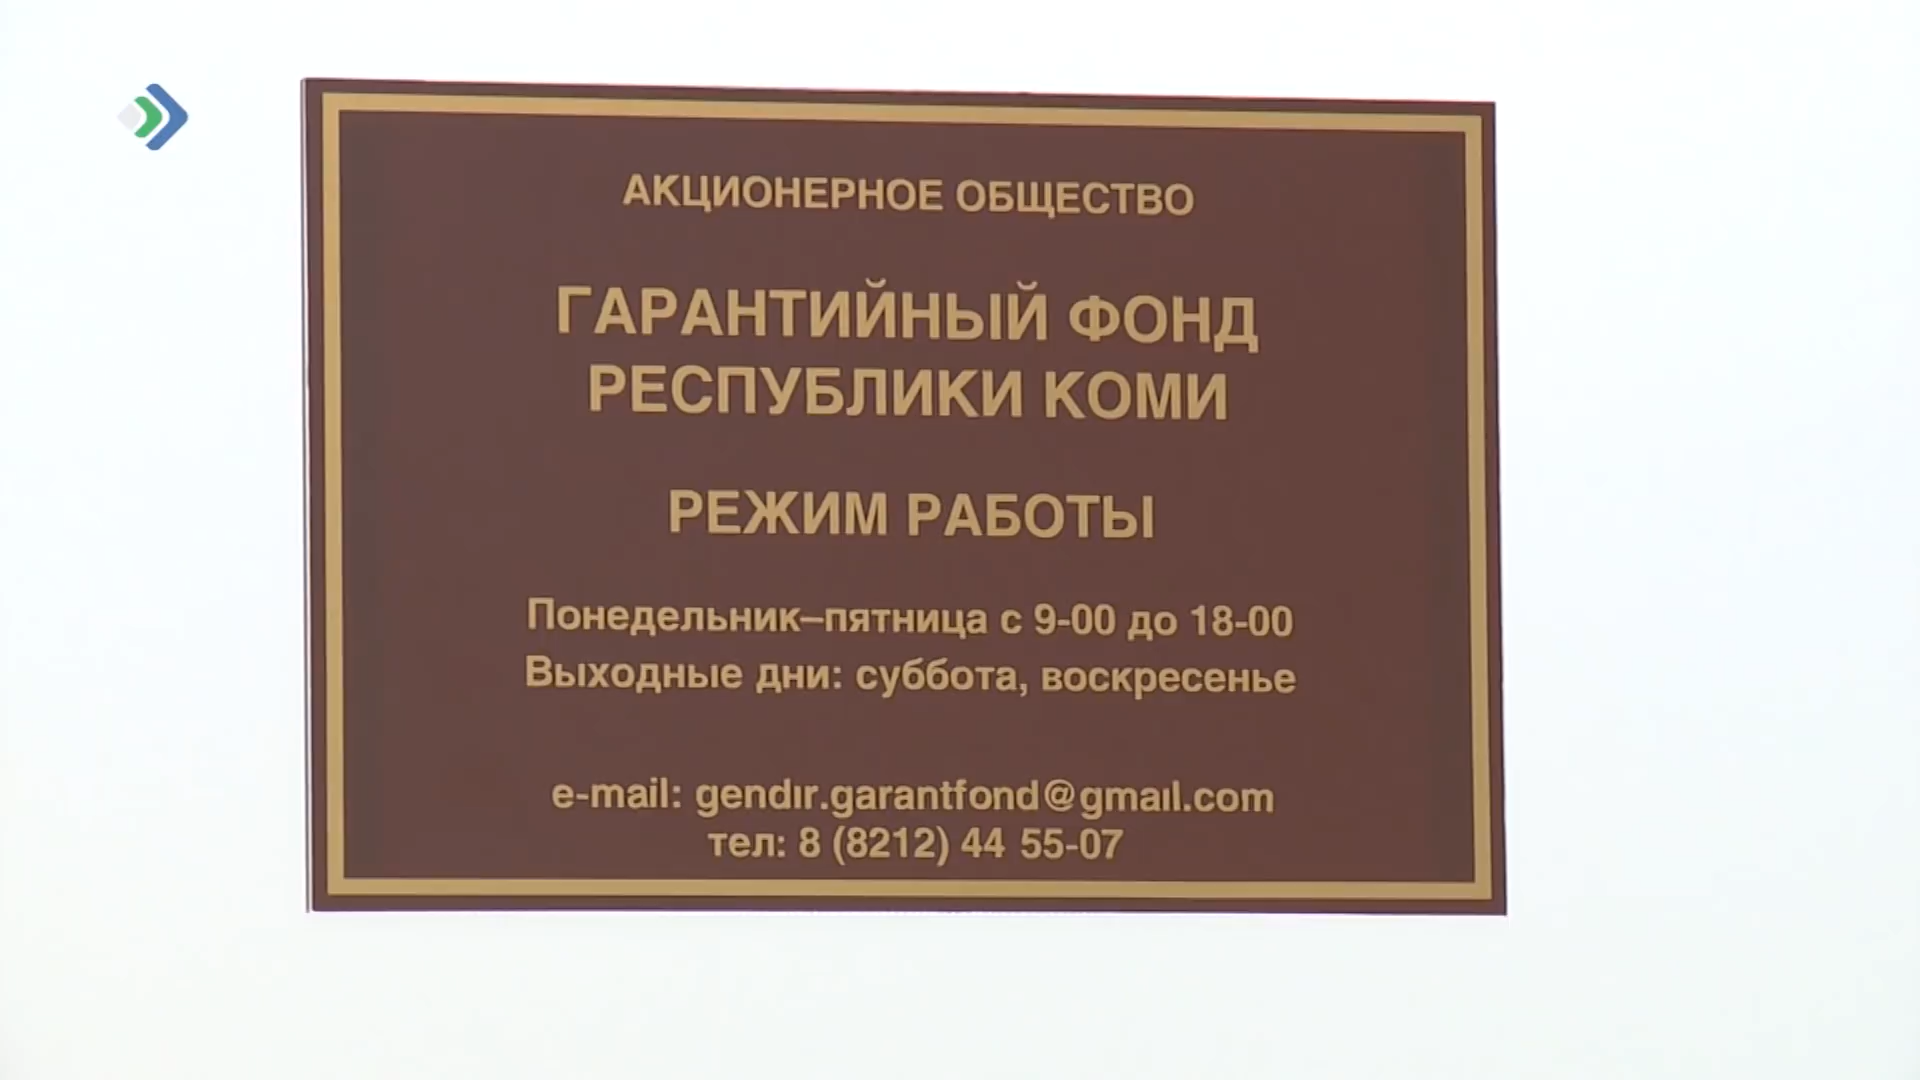 АКЦИОНЕРНОЕ ОБЩЕСТВО
ГАРАНТИЙНЫЙ ФОНД
РЕСПУБЛИКИ КОМИ
РЕЖИМ РАБОТЫ
Понедельник–пятница с 9-00 до 18-00
Выходные дни: суббота, воскресенье
e-mail: gendir.garantfond@gmail.com
тел: 8 (8212) 44 55-07